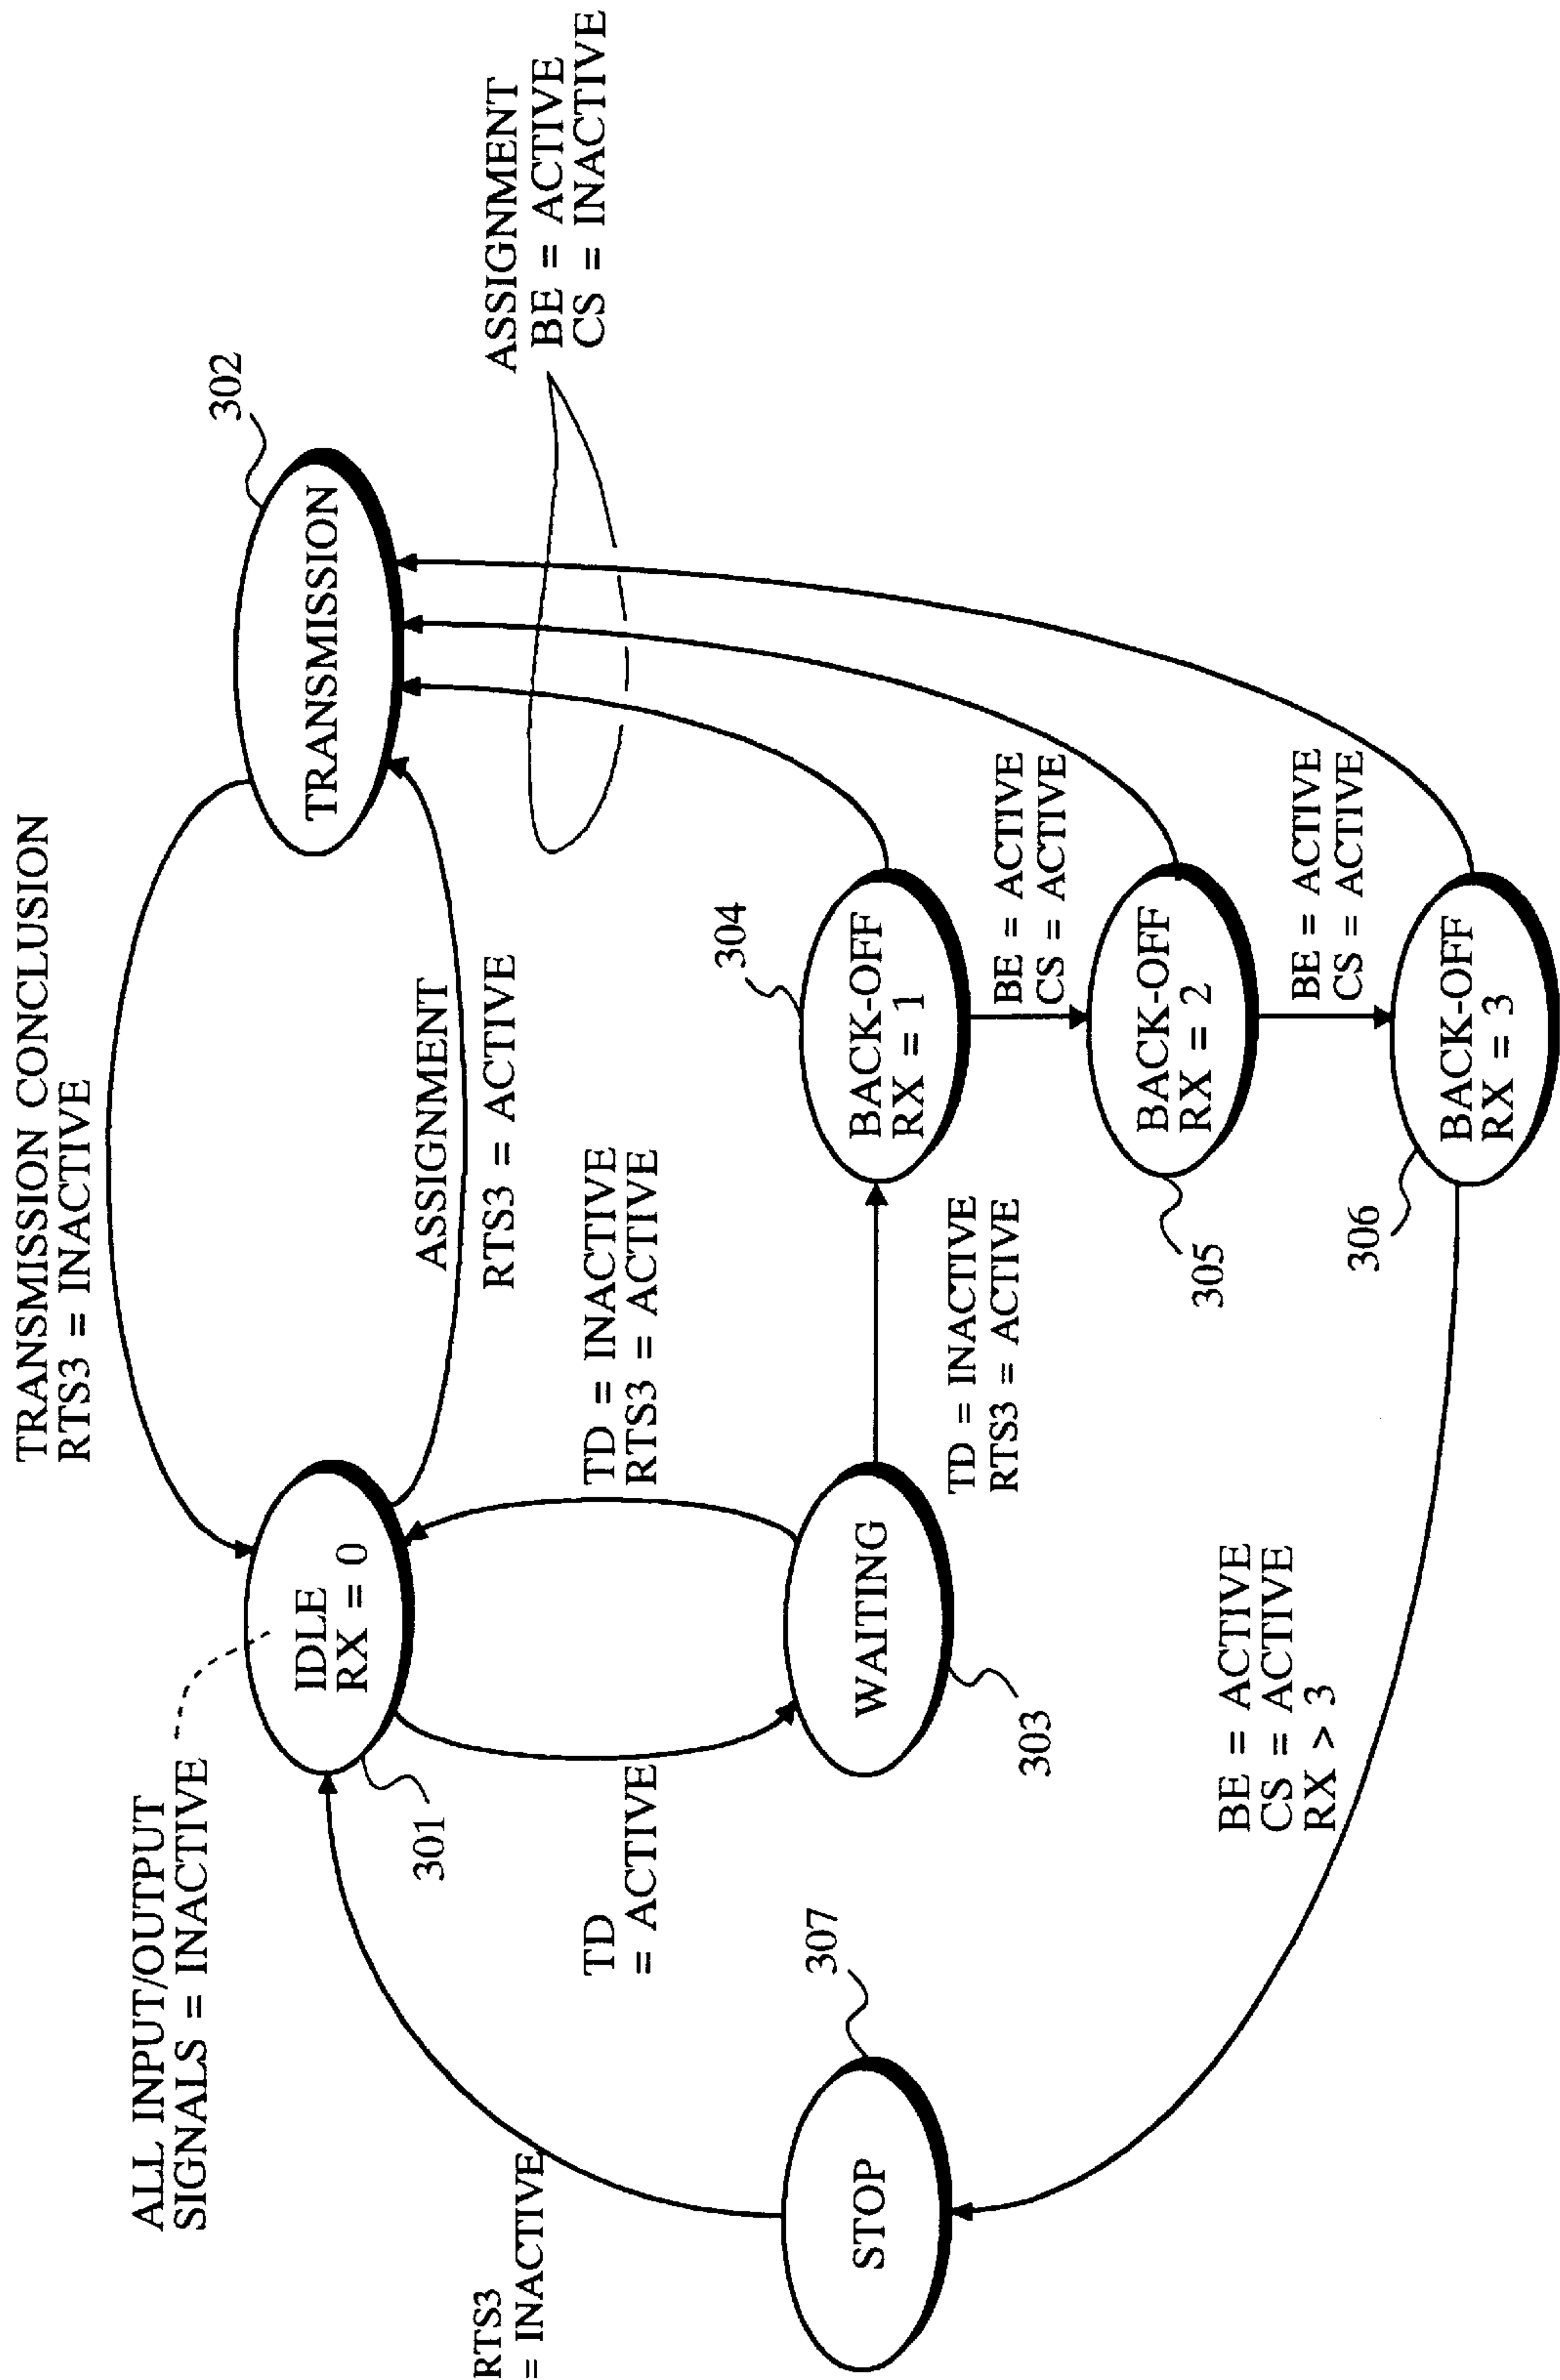 TRANSMISSION CONCLUSION
RTS3 = INACTIVE
ALL INPUT/OUTPUT
SIGNALS = INACTIVE
302
IDLE
RX = 0
TRANSMISSION
301
ASSIGNMENT
RTS3 = ACTIVE
ASSIGNMENT
BE = ACTIVE
CS = INACTIVE
RTS3
= INACTIVE
TD
= ACTIVE
TD = INACTIVE
RTS3 = ACTIVE
304
307
STOP
WAITING
BACK-OFF
RX = 1
303
TD = INACTIVE
RTS3 = ACTIVE
BE = ACTIVE
CS = ACTIVE
BACK-OFF
RX = 2
305
BE = ACTIVE
CS = ACTIVE
RX > 3
BE = ACTIVE
CS = ACTIVE
306
BACK-OFF
RX = 3